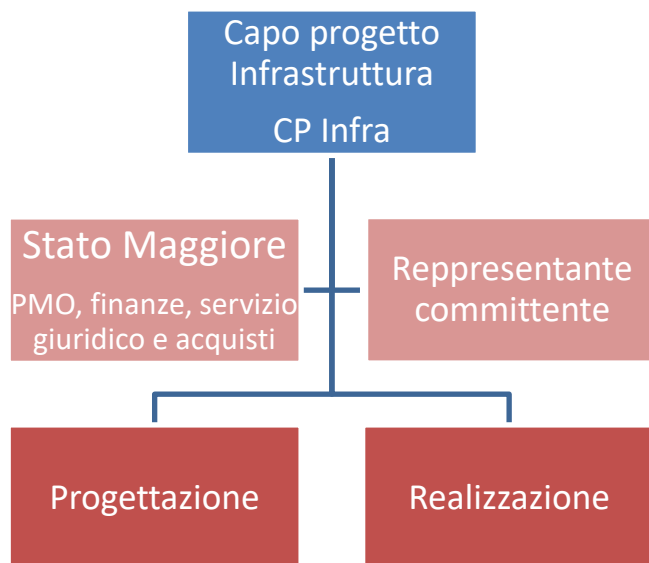 Capo progetto
Infrastruttura
CP Infra
Stato Maggiore
PMO, finanze, servizio
giuridico e acquisti
Reppresentante
committente
Progettazione
Realizzazione